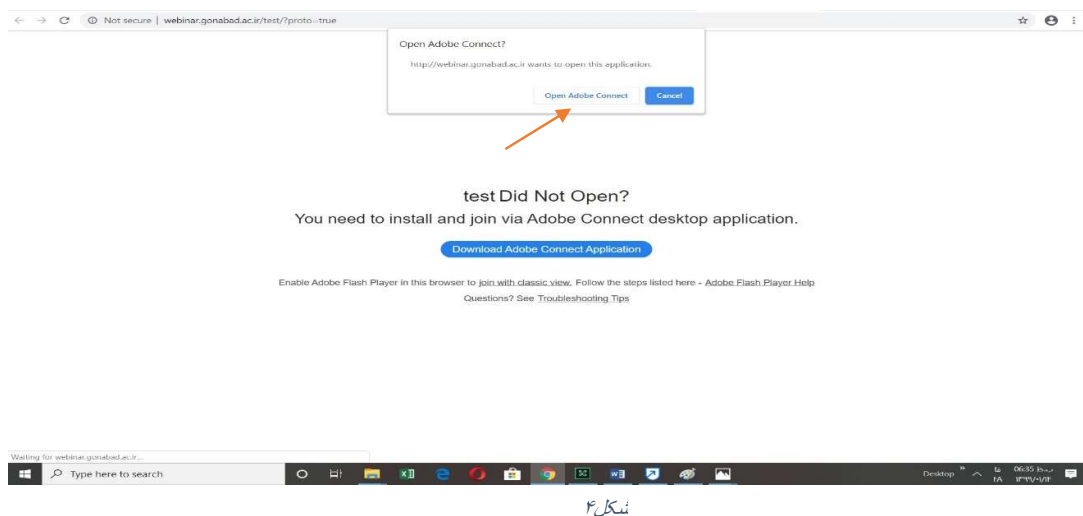 Not secure | webinar.gonabad.ac.ir/test/?proto=true
Open Adobe Connect?
http://webinar.gonabad.ac.ir wants to open this application.
Open Adobe Connect Cancel
test Did Not Open?
You need to install and join via Adobe Connect desktop application.
Download Adobe Connect Application
Enable Adobe Flash Player in this browser to join with classic view. Follow the steps listed here - Adobe Flash Player Help
Questions? See Troubleshooting Tips
Waiting for webinar.gonabad.ac.ir...
Type here to search
Desktop
فا 06:35
شکل۴